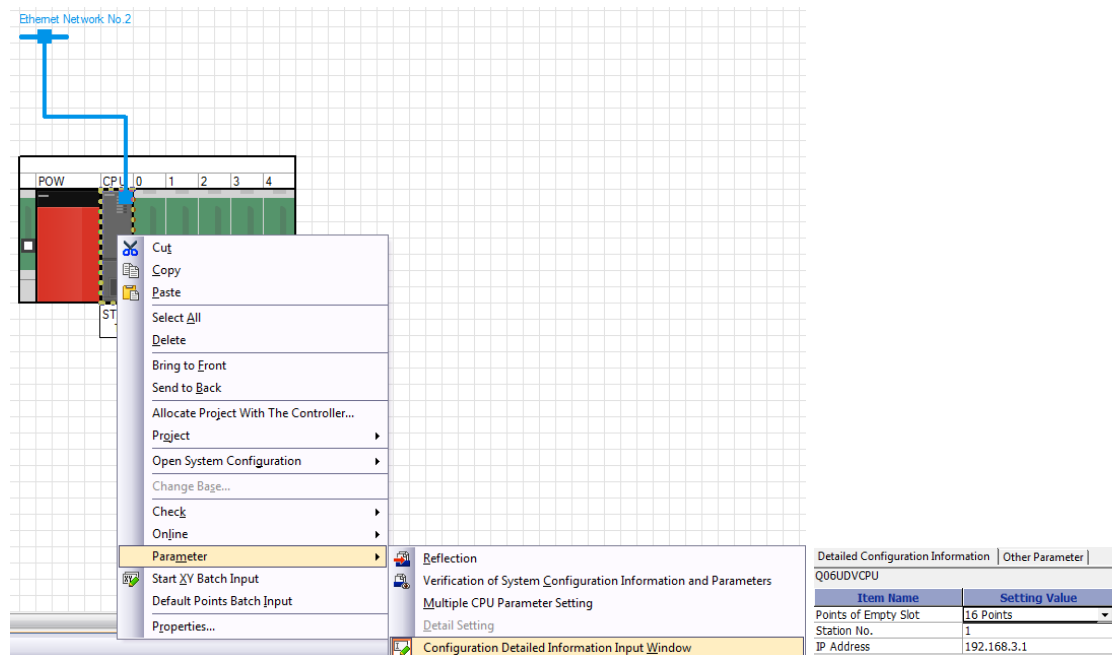 Ethernet Network No.2
POW CPU 0 1 2 3 4
ST
Cut
Copy
Paste
Select All
Delete
Bring to Front
Send to Back
Allocate Project With The Controller...
Project
Open System Configuration
Change Base...
Check
Online
Parameter
Start XY Batch Input
Default Points Batch Input
Properties...
Reflection
Verification of System Configuration Information and Parameters
Multiple CPU Parameter Setting
Detail Setting
Configuration Detailed Information Input Window
Detailed Configuration Information Other Parameter
Q06UDVCPU
Item Name Setting Value
Points of Empty Slot 16 Points
Station No. 1
IP Address 192.168.3.1